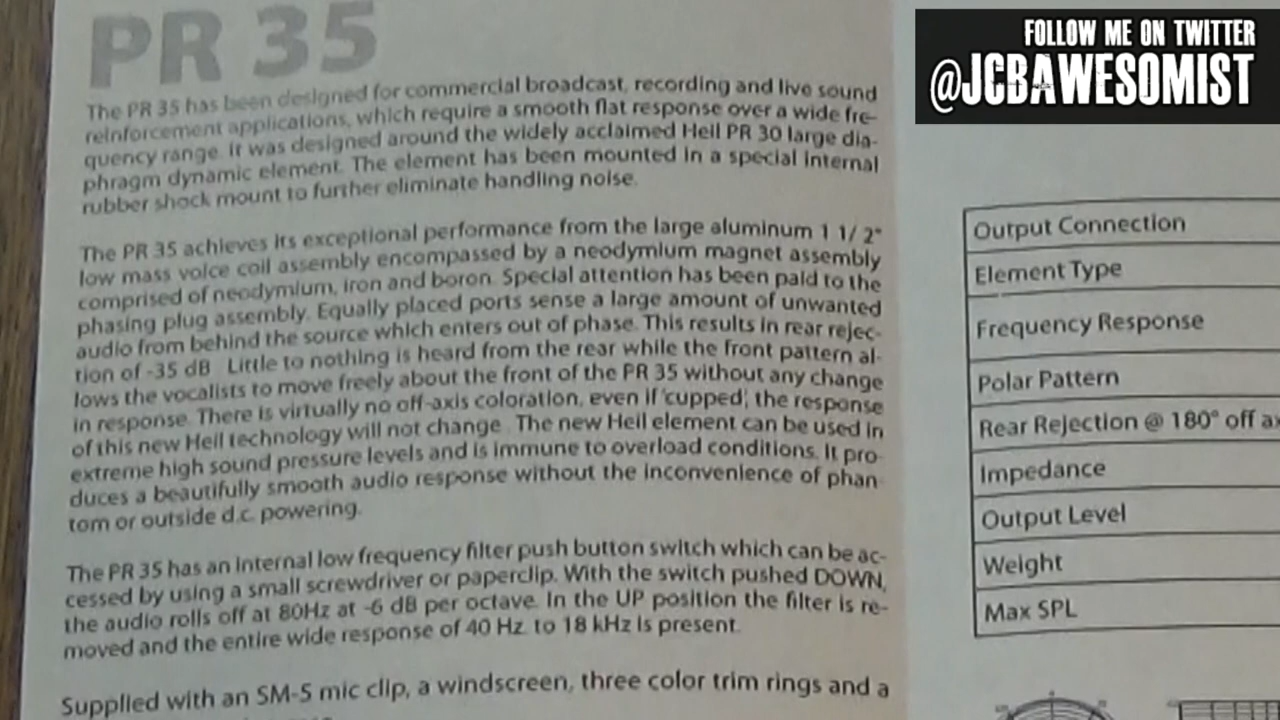 PR 35
The PR 35 has been designed for commercial broadcast, recording and live sound
reinforcement applications, which require a smooth flat response over a wide fre-
quency range. It was designed around the widely acclaimed Heil PR 30 large dia-
phragm dynamic element. The element has been mounted in a special internal
rubber shock mount to further eliminate handling noise.
The PR 35 achieves its exceptional performance from the large aluminum 1 1/2"
low mass voice coil assembly encompassed by a neodymium magnet assembly
comprised of neodymium, iron and boron. Special attention has been paid to the
phasing plug assembly. Equally placed ports sense a large amount of unwanted
audio from behind the source which enters out of phase. This results in rear rejec-
tion of -35 dB Little to nothing is heard from the rear while the front pattern al-
lows the vocalists to move freely about the front of the PR 35 without any change
in response. There is virtually no off-axis coloration, even if 'cupped', the response
of this new Heil technology will not change. The new Heil element can be used in
extreme high sound pressure levels and is immune to overload conditions. It pro-
duces a beautifully smooth audio response without the inconvenience of phan-
tom or outside d.c. powering.
The PR 35 has an internal low frequency filter push button switch which can be ac-
cessed by using a small screwdriver or paperclip. With the switch pushed DOWN,
the audio rolls off at 80Hz at -6 dB per octave. In the UP position the filter is re-
moved and the entire wide response of 40 Hz. to 18 kHz is present.
Supplied with an SM-5 mic clip, a windscreen, three color trim rings and a
FOLLOW ME ON TWITTER
@JCBAWESOMIST
Output Connection
Element Type
Frequency Response
Polar Pattern
Rear Rejection @ 180° off ax
Impedance
Output Level
Weight
Max SPL